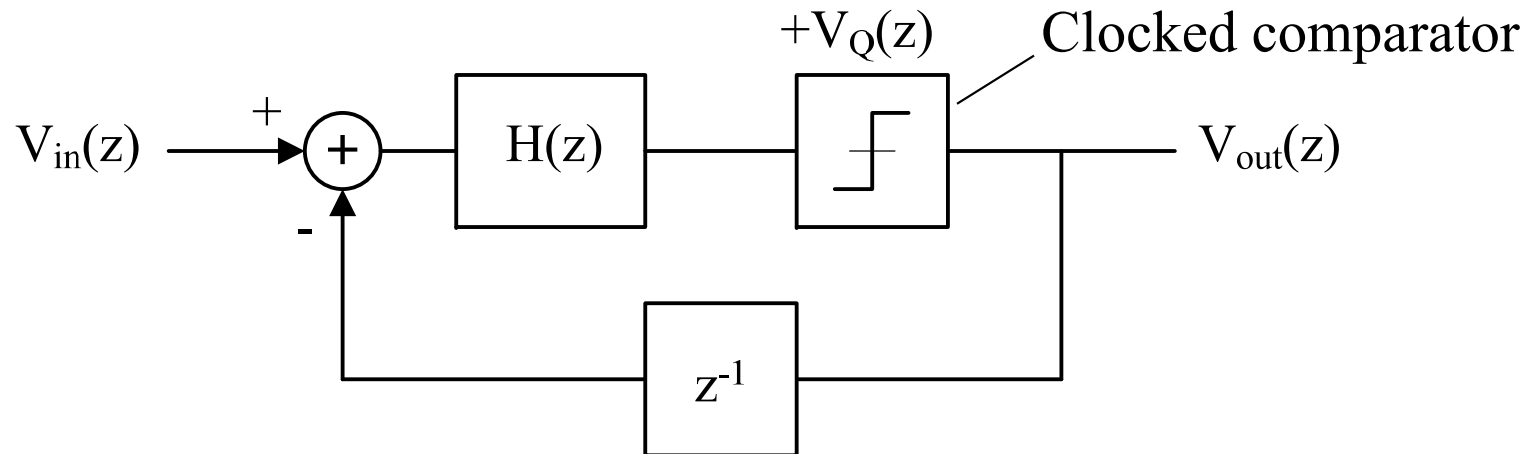 +V_Q(z)
Clocked comparator
+
V_in(z)
+
H(z)
V_out(z)
-
z^-1